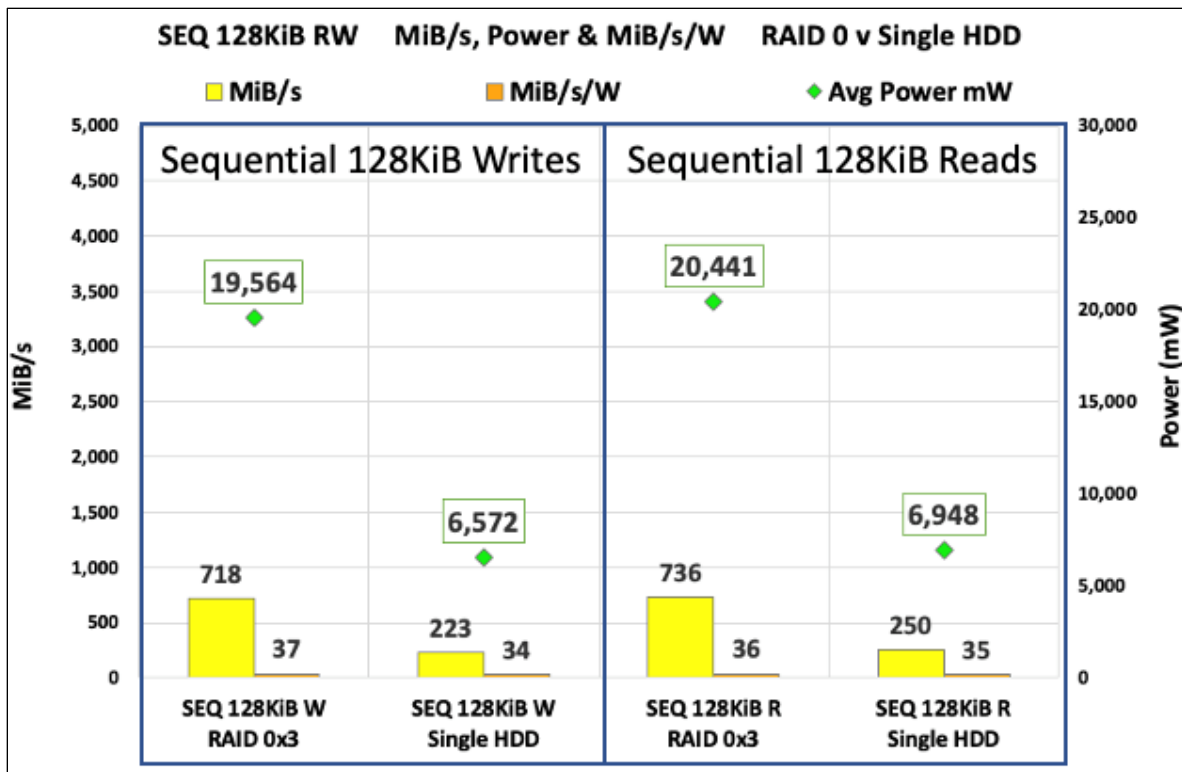 SEQ 128KiB RW MiB/s, Power & MiB/s/W RAID 0 v Single HDD
MiB/s MiB/s/W Avg Power mW
Sequential 128KiB Writes Sequential 128KiB Reads
5,000
4,500
4,000
3,500
3,000
2,500
2,000
1,500
1,000
500
0
MiB/s
19,564
6,572
718
37
223
34
20,441
6,948
736
36
250
35
30,000
25,000
20,000
15,000
10,000
5,000
0
Power (mW)
SEQ 128KiB W
RAID 0x3
SEQ 128KiB W
Single HDD
SEQ 128KiB R
RAID 0x3
SEQ 128KiB R
Single HDD